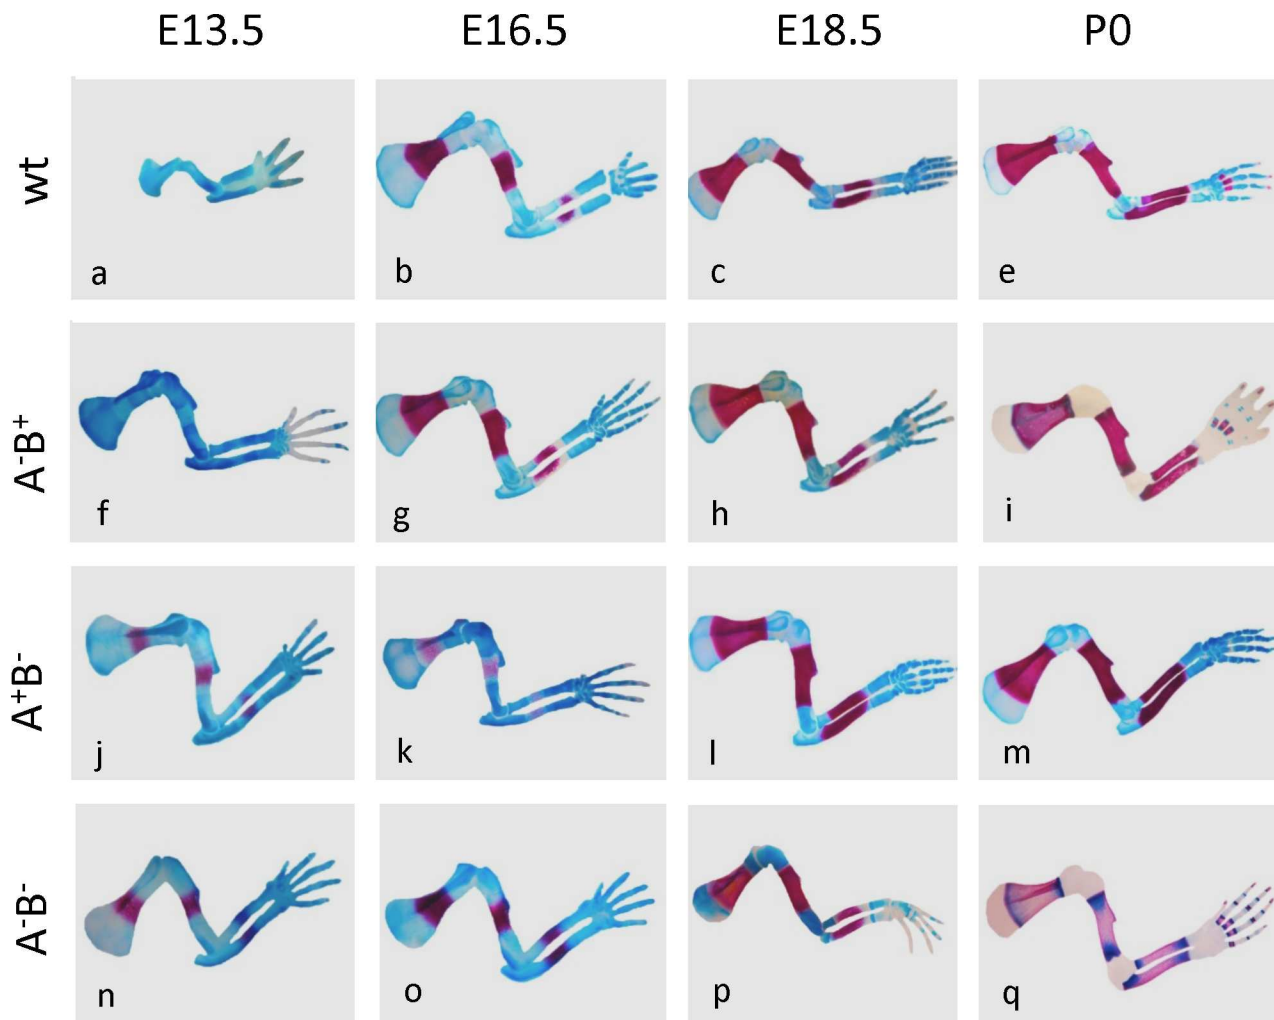 E13.5 E16.5 E18.5 P0
wt
a b c e
A⁻B⁺
f g h i
A⁺B⁻
j k l m
A⁻B⁻
n o p q